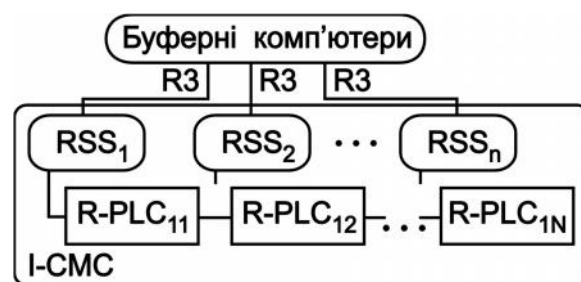 Буферні комп’ютери
R3 R3 R3
RSS₁ RSS₂ ... RSSₙ
R-PLC₁₁ R-PLC₁₂ ... R-PLC₁N
I-CMC